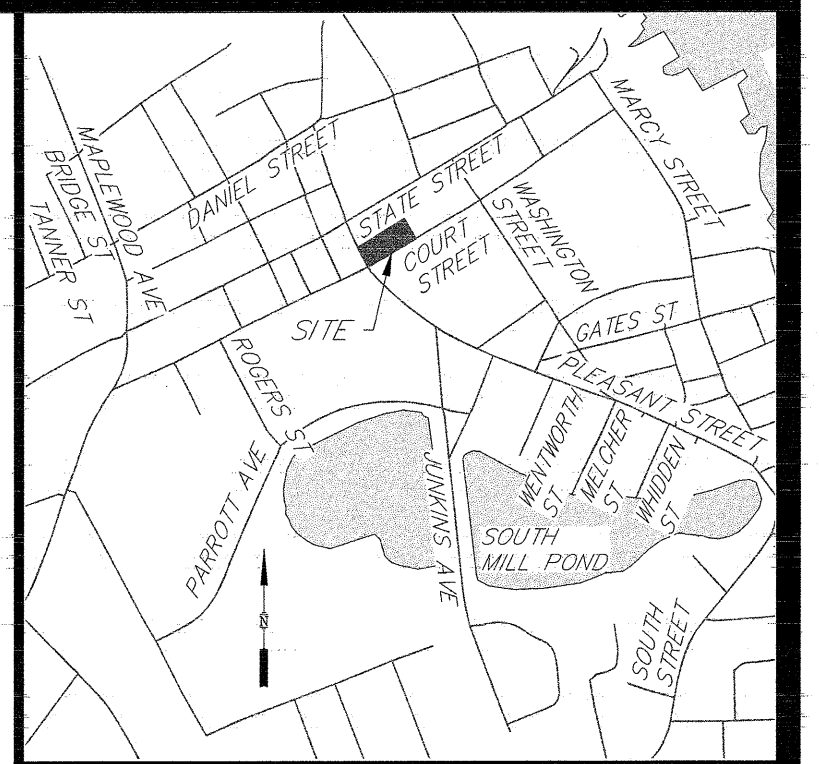 MAPLEWOOD AVE
BRIDGE ST
TANNER ST
DANIEL STREET
STATE STREET
COURT
STREET
WASHINGTON
STREET
MARCY STREET
SITE
GATES ST
ROGERS ST
PLEASANT STREET
PARROTT AVE
JUNKINS AVE
WENTWORTH
ST
MELCHER
ST
WHIDDEN
ST
SOUTH
MILL POND
N
SOUTH
STREET